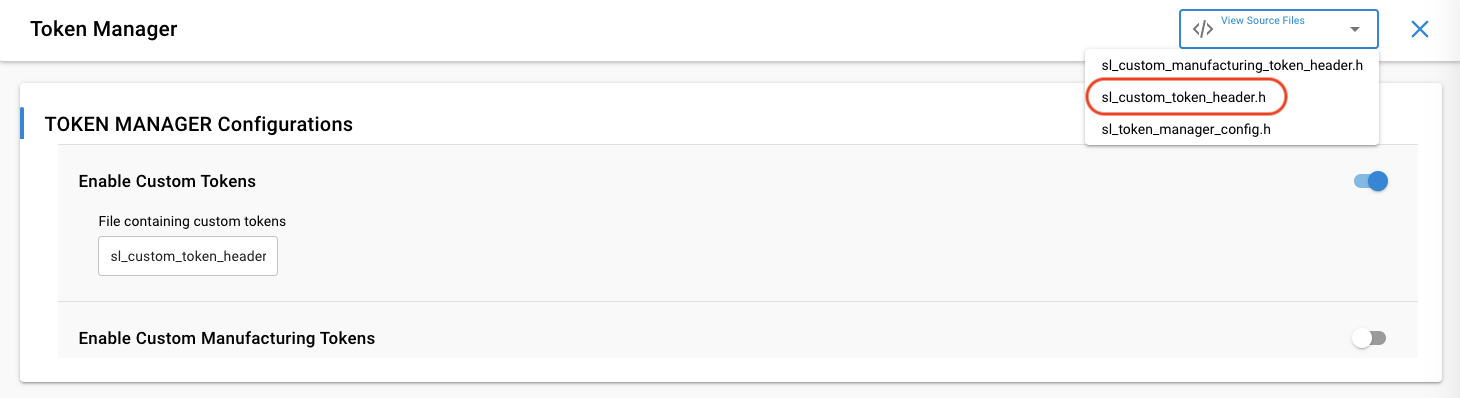 Token Manager
View Source Files
sl_custom_manufacturing_token_header.h
sl_custom_token_header.h
sl_token_manager_config.h
TOKEN MANAGER Configurations
Enable Custom Tokens
File containing custom tokens
sl_custom_token_header
Enable Custom Manufacturing Tokens